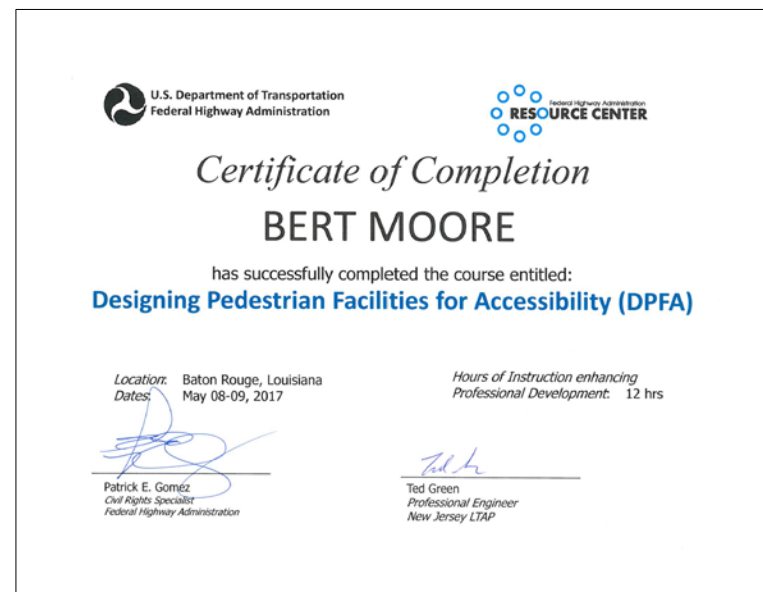 U.S. Department of Transportation
Federal Highway Administration
Federal Highway Administration
RESOURCE CENTER
Certificate of Completion
BERT MOORE
has successfully completed the course entitled:
Designing Pedestrian Facilities for Accessibility (DPFA)
Location: Baton Rouge, Louisiana
Dates: May 08-09, 2017
Hours of Instruction enhancing
Professional Development: 12 hrs
Patrick E. Gomez
Civil Rights Specialist
Federal Highway Administration
Ted Green
Professional Engineer
New Jersey LTAP